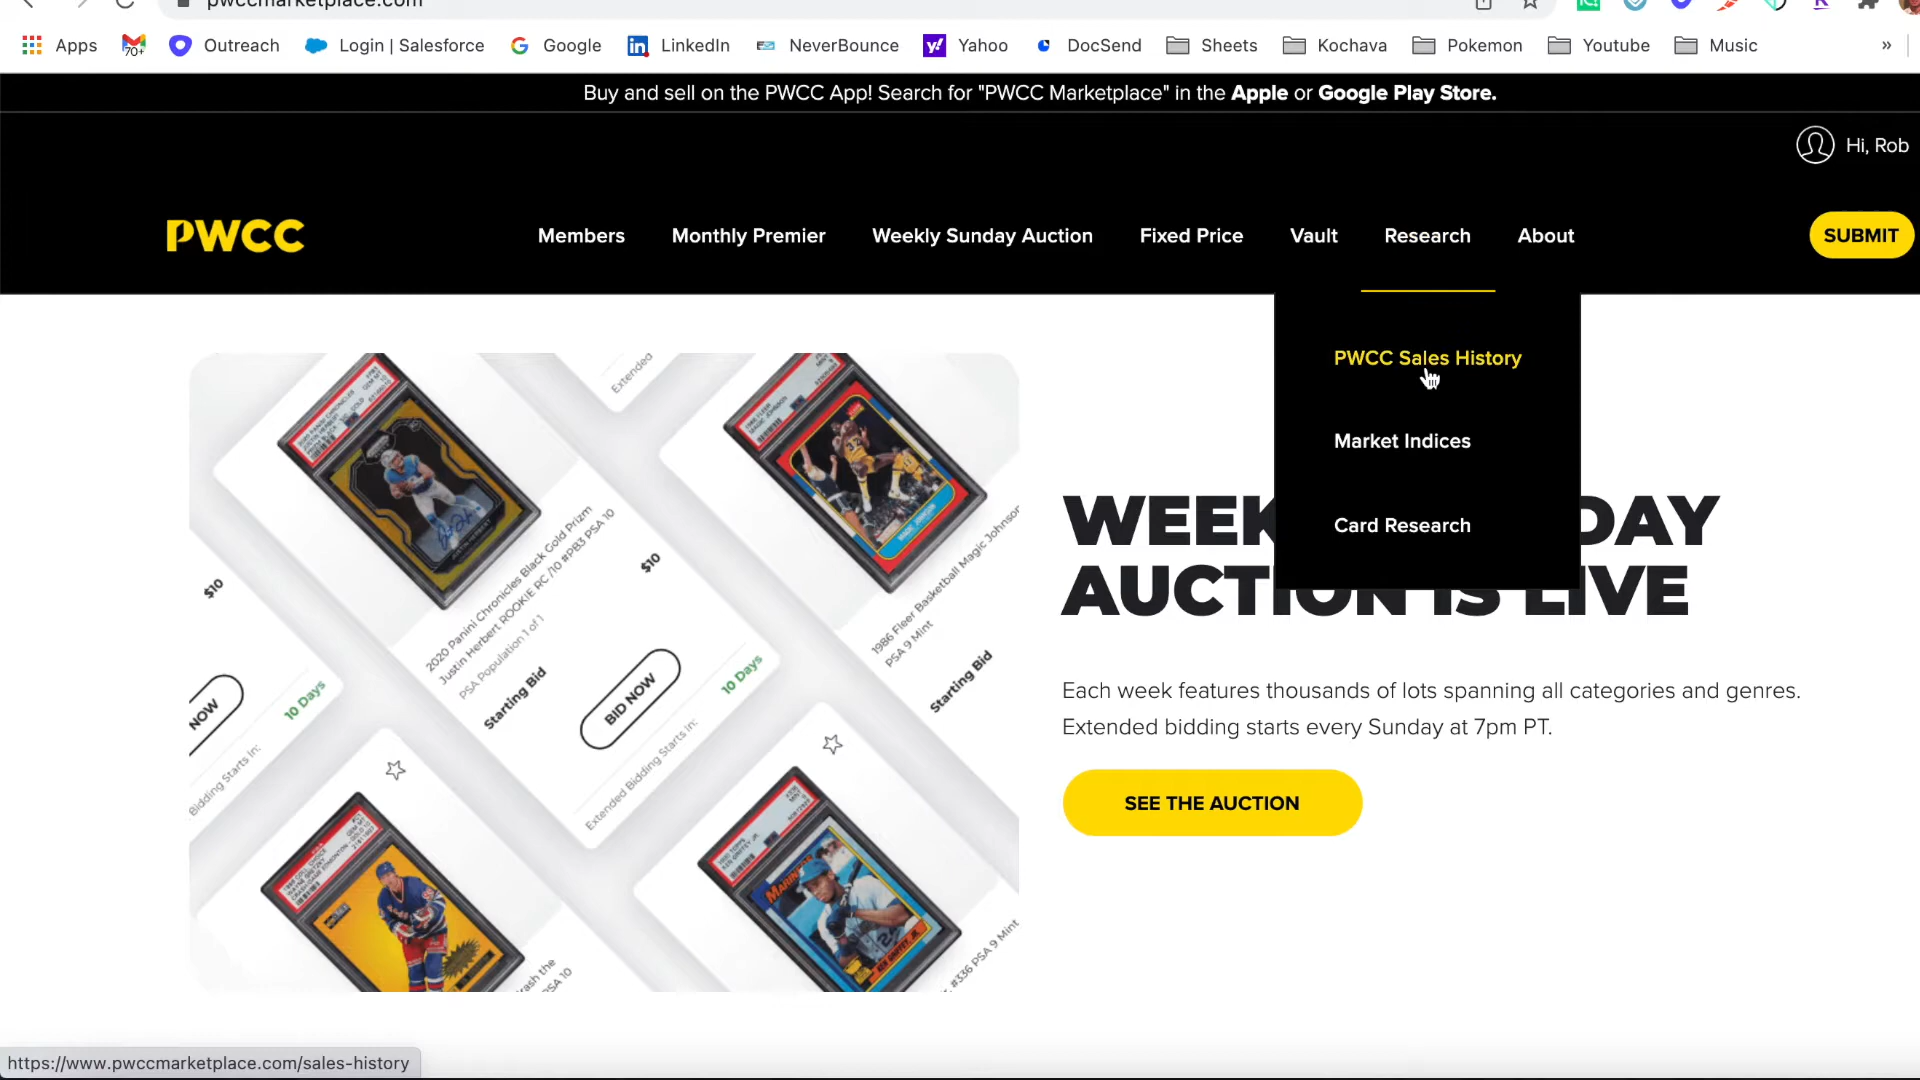 pwccmarketplace.com
Apps
70+
Outreach
Login | Salesforce
Google
LinkedIn
NeverBounce
Yahoo
DocSend
Sheets
Kochava
Pokemon
Youtube
Music
»
Buy and sell on the PWCC App! Search for "PWCC Marketplace" in the Apple or Google Play Store.
Hi, Rob
PWCC
Members
Monthly Premier
Weekly Sunday Auction
Fixed Price
Vault
Research
About
SUBMIT
PWCC Sales History
Market Indices
Card Research
WEEK DAY
AUCTION IS LIVE
Each week features thousands of lots spanning all categories and genres.
Extended bidding starts every Sunday at 7pm PT.
SEE THE AUCTION
Extended
$10
NOW
10 Days
Bidding Starts in:
2020 Panini Chronicles Black Gold Prizm
Justin Herbert ROOKIE RC /10 #PB3 PSA 10
PSA Population 1 of 1
Starting Bid
$10
BID NOW
10 Days
Extended Bidding Starts in:
1986 Fleer Basketball Magic Johnson
PSA 9 Mint
Starting Bid
rash the
PSA 10
#336 PSA 9 Mint
https://www.pwccmarketplace.com/sales-history